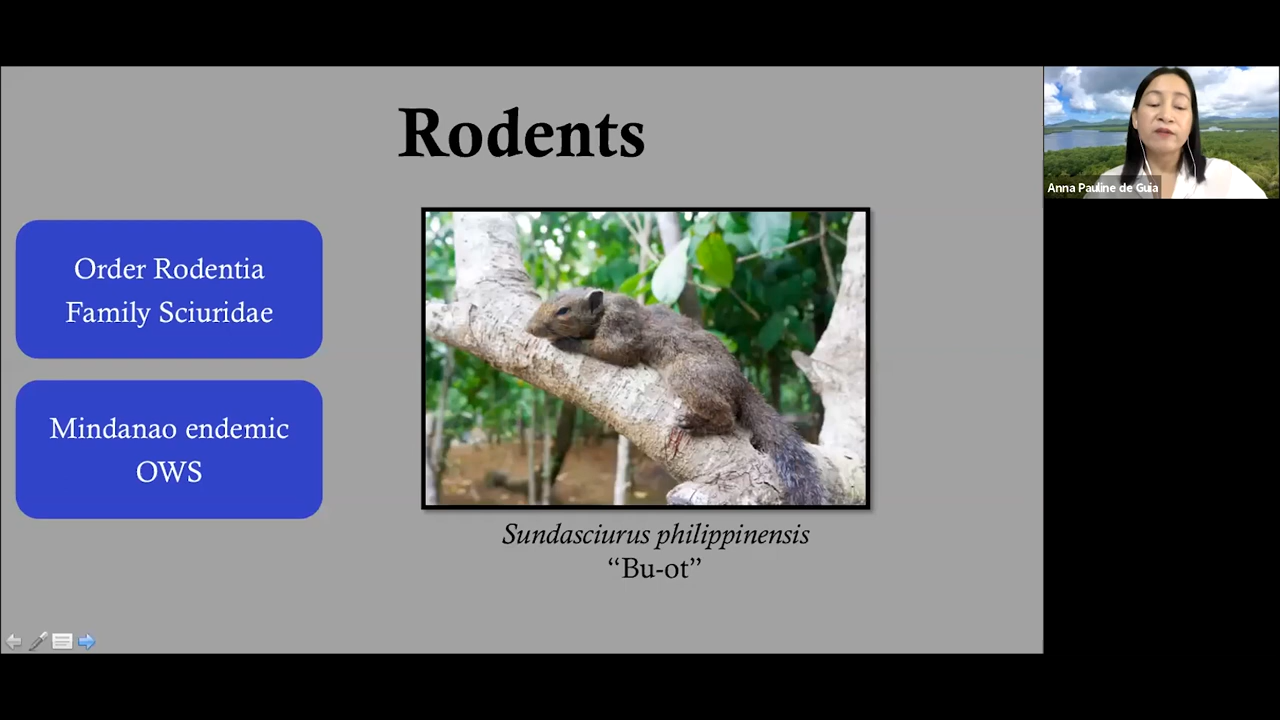 Rodents
Order Rodentia
Family Sciuridae
Mindanao endemic
OWS
Sundasciurus philippinensis
“Bu-ot”
Anna Pauline de Guia